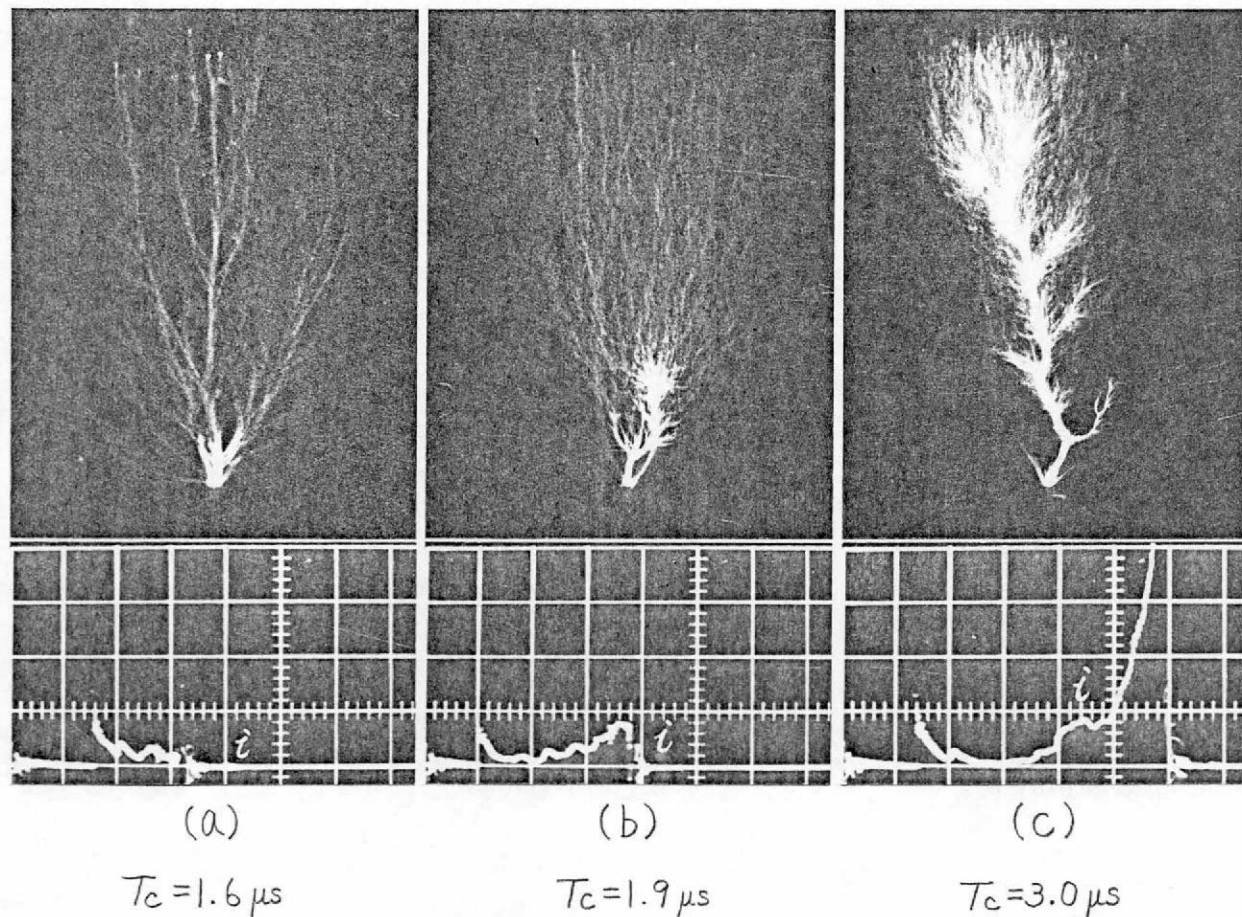 i
i
i
(a)
(b)
(c)
Tc=1.6 μs
Tc=1.9 μs
Tc=3.0 μs